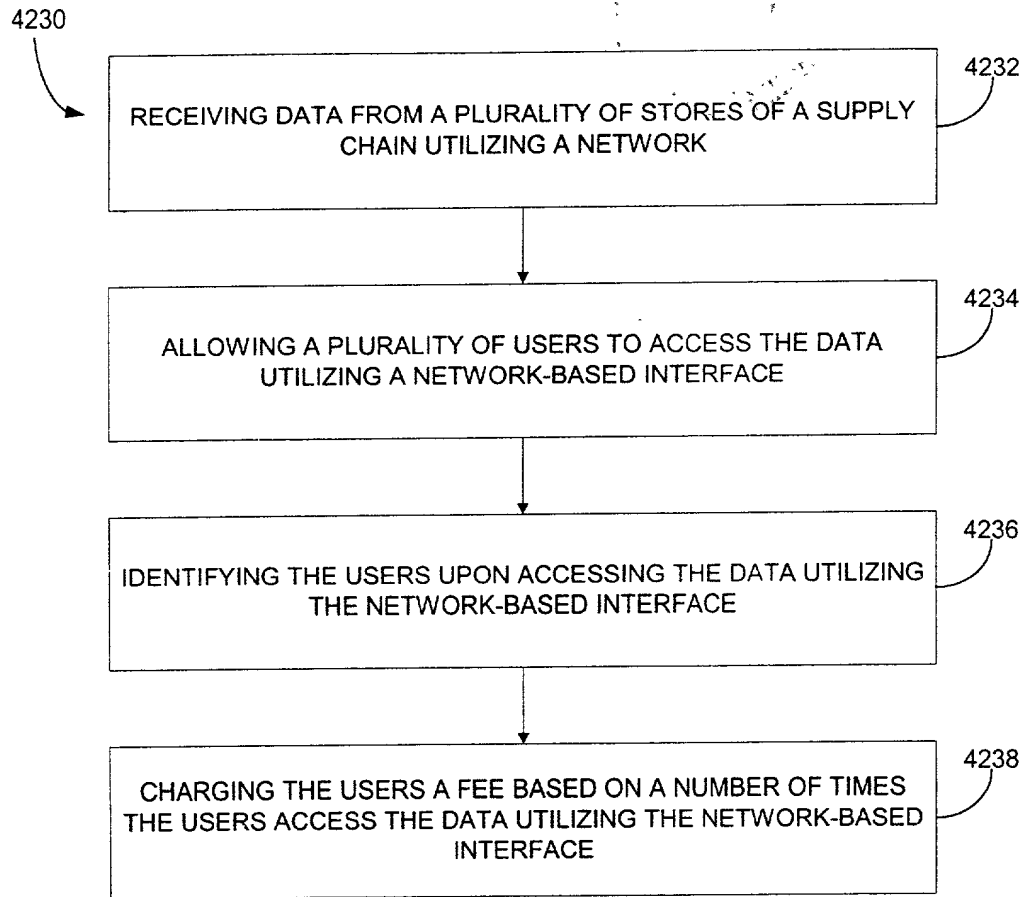 4230
4232
RECEIVING DATA FROM A PLURALITY OF STORES OF A SUPPLY
CHAIN UTILIZING A NETWORK
4234
ALLOWING A PLURALITY OF USERS TO ACCESS THE DATA
UTILIZING A NETWORK-BASED INTERFACE
4236
IDENTIFYING THE USERS UPON ACCESSING THE DATA UTILIZING
THE NETWORK-BASED INTERFACE
4238
CHARGING THE USERS A FEE BASED ON A NUMBER OF TIMES
THE USERS ACCESS THE DATA UTILIZING THE NETWORK-BASED
INTERFACE